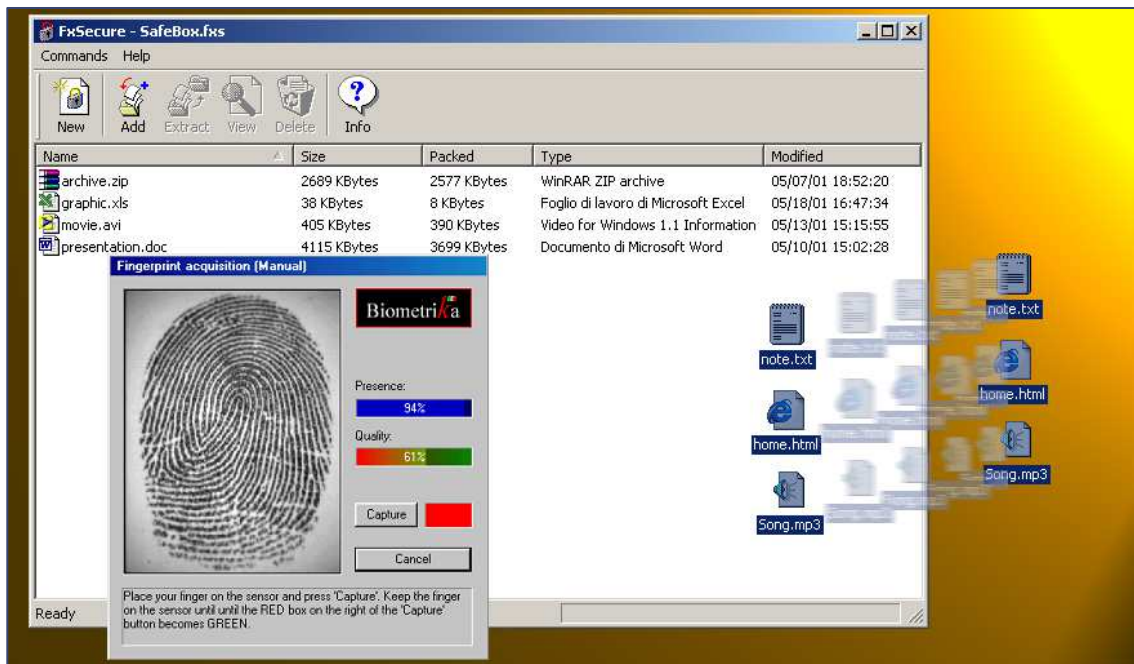 FxSecure - SafeBox.fxs
Commands Help
New Add Extract View Delete Info
Name Size Packed Type Modified
archive.zip 2689 KBytes 2577 KBytes WinRAR ZIP archive 05/07/01 18:52:20
graphic.xls 38 KBytes 8 KBytes Foglio di lavoro di Microsoft Excel 05/18/01 16:47:34
movie.avi 405 KBytes 390 KBytes Video for Windows 1.1 Information 05/13/01 15:15:55
presentation.doc 4115 KBytes 3699 KBytes Documento di Microsoft Word 05/10/01 15:02:28
Fingerprint acquisition (Manual)
Biometrika
Presence:
94%
Quality:
61%
Capture
Cancel
Place your finger on the sensor and press 'Capture'. Keep the finger
on the sensor until until the RED box on the right of the 'Capture'
button becomes GREEN.
note.txt
home.html
Song.mp3
note.txt
home.html
Song.mp3
Ready